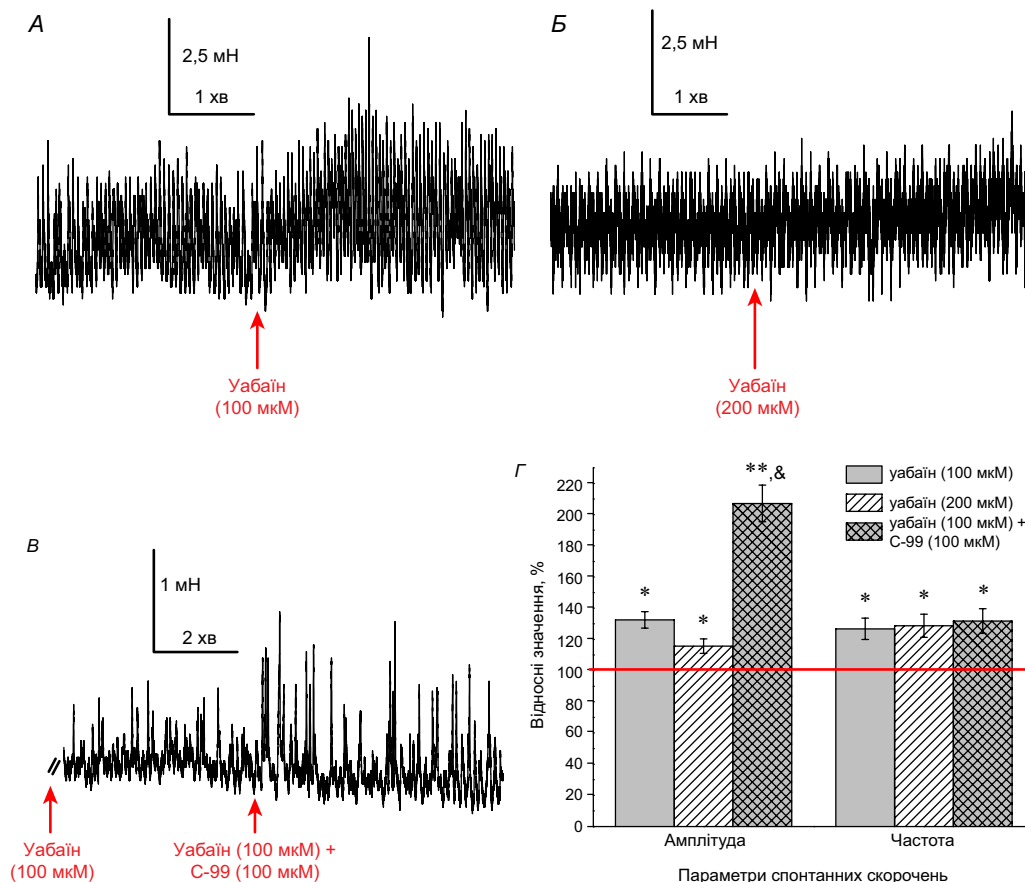 А
2,5 мН
1 хв
Уабаїн
(100 мкМ)
Б
2,5 мН
1 хв
Уабаїн
(200 мкМ)
В
1 мН
2 хв
Уабаїн
(100 мкМ)
Уабаїн (100 мкМ) +
С-99 (100 мкМ)
Г
Відносні значення, %
220
200
180
160
140
120
100
80
60
40
20
0
*
*
**,&
*
*
*
уабаїн (100 мкМ)
уабаїн (200 мкМ)
уабаїн (100 мкМ) +
С-99 (100 мкМ)
Амплітуда
Частота
Параметри спонтанних скорочень